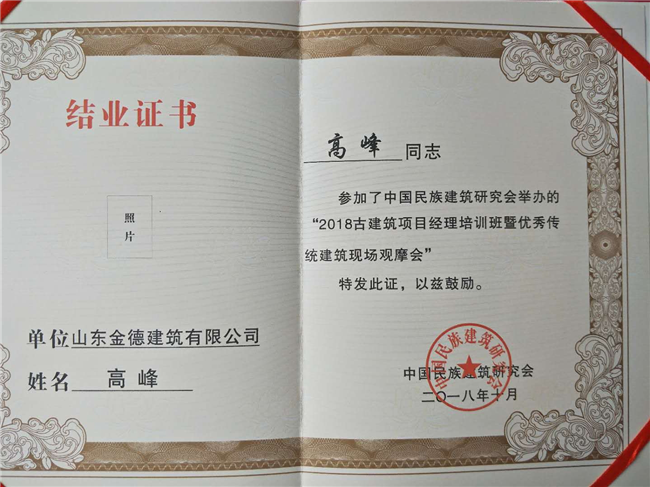 结业证书
照
片
单位山东金德建筑有限公司
姓名 高峰
高峰 同志
参加了中国民族建筑研究会举办的
“2018古建筑项目经理培训班暨优秀传
统建筑现场观摩会”
特发此证，以兹鼓励。
中国民族建筑研究会
中国民族建筑研究会
二〇一八年十月